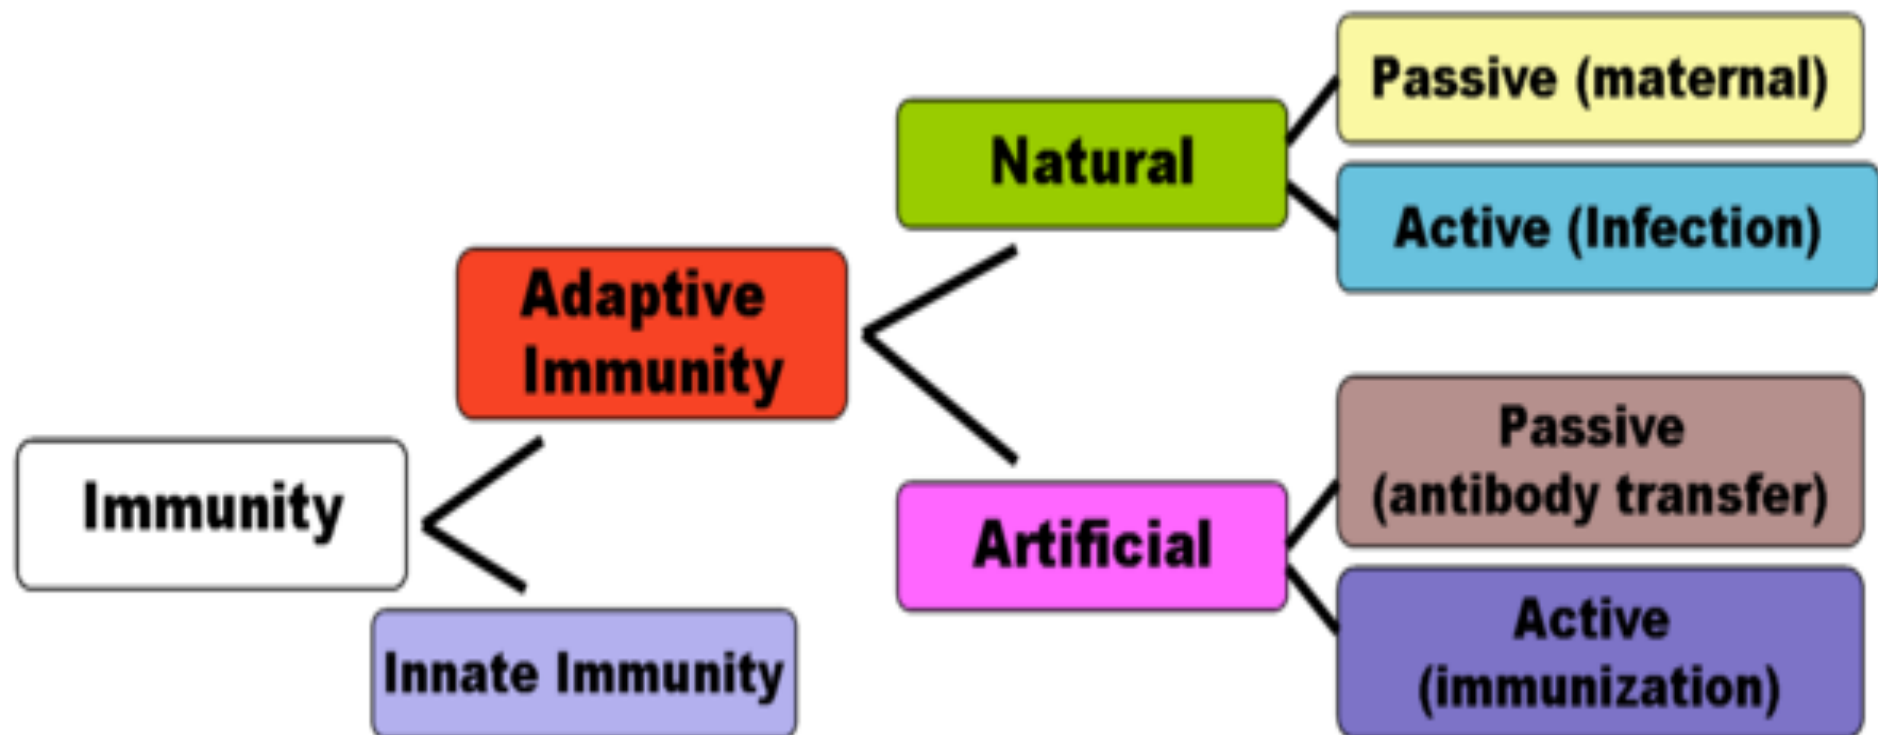 Passive (maternal)
Natural
Active (Infection)
Adaptive
Immunity
Passive
(antibody transfer)
Immunity
Artificial
Active
(immunization)
Innate Immunity